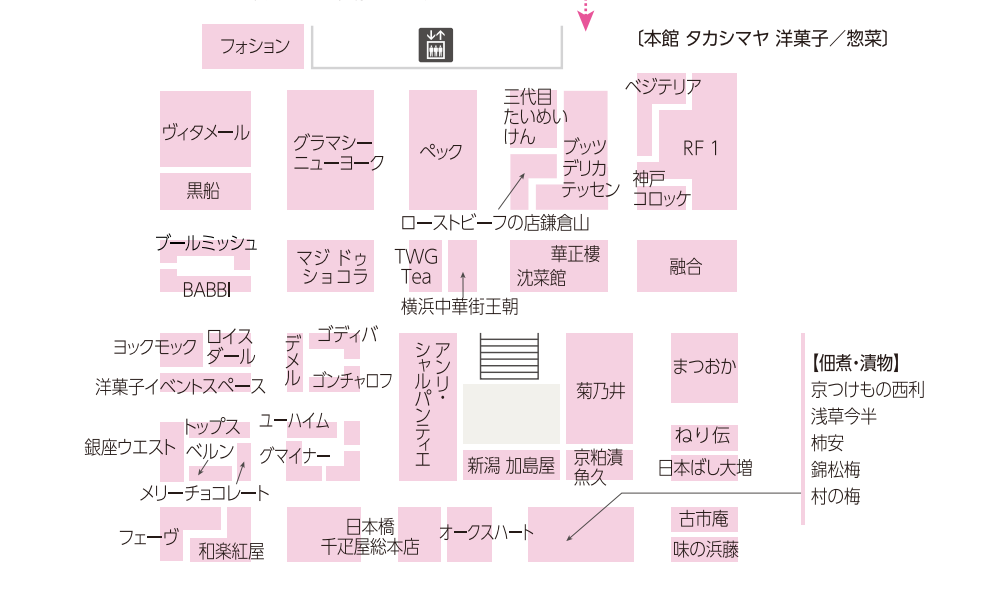 〔本館 タカシマヤ 洋菓子／惣菜〕
フォション
ヴィタメール
グラマシー
ニューヨーク
ペック
三代目
たいめい
けん
ブッツ
デリカ
テッセン
ベジテリア
RF 1
神戸
コロッケ
黒船
ローストビーフの店鎌倉山
ブールミッシュ
BABBI
マジ ドゥ
ショコラ
TWG
Tea
横浜中華街王朝
華正樓
沈菜館
融合
ヨックモック
ロイス
ダール
デメル
ゴディバ
ゴンチャロフ
洋菓子イベントスペース
アンリ・
シャルパンティエ
菊乃井
まつおか
【佃煮・漬物】
京つけもの西利
浅草今半
柿安
錦松梅
村の梅
銀座ウエスト
トップス
ベルン
メリーチョコレート
ユーハイム
グマイナー
新潟 加島屋
京粕漬
魚久
ねり伝
日本ばし大増
フェーヴ
和楽紅屋
日本橋
千疋屋総本店
オークスハート
古市庵
味の浜藤